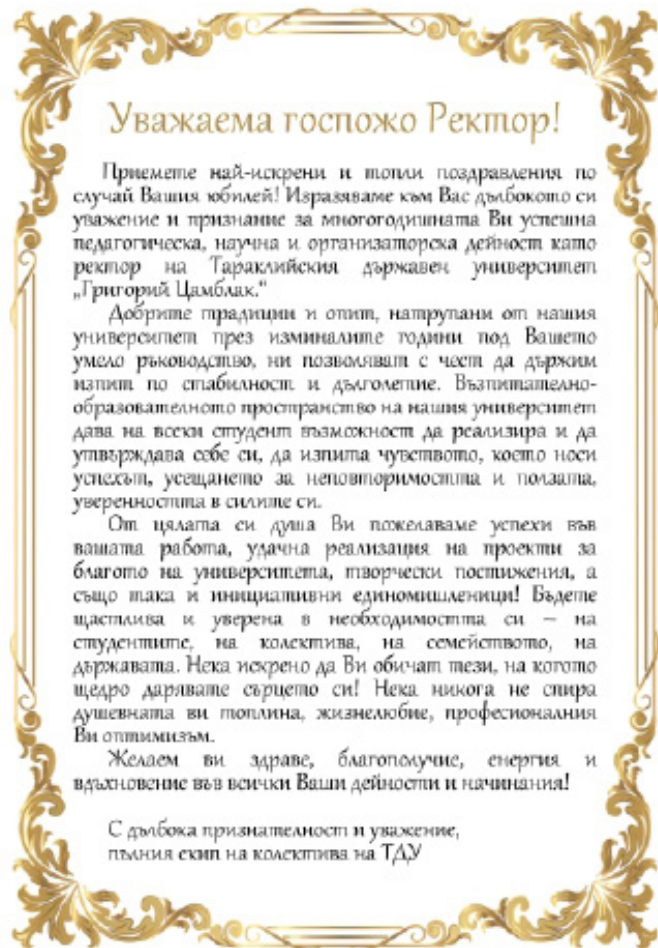 Уважаема госпожо Ректор!
Приемете най-искрени и топли поздравления по
случай Вашия юбилей! Изразяваме към Вас дълбокото си
уважение и признание за многогодишната Ви успешна
педагогическа, научна и организаторска дейност като
ректор на Тараклийския държавен университет
„Григорий Цамблак.“
Добрите традиции и опит, натрупани от нашия
университет през изминалите години под Вашето
умело ръководство, ни позволяват с чест да държим
изпит по стабилност и дълголетие. Възпитателно-
образователното пространство на нашия университет
дава на всеки студент възможност да реализира и да
утвърждава себе си, да изпита чувството, което носи
успехът, усещането за неповторимостта и ползата,
увереността в силите си.
От цялата си душа Ви пожелаваме успехи във
вашата работа, удачна реализация на проекти за
благото на университета, творчески постижения, а
също така и инициативни единомишленици! Бъдете
щастлива и уверена в необходимостта си – на
студентите, на колектива, на семейството, на
държавата. Нека искрено да Ви обичат тези, на когото
щедро дарявате сърцето си! Нека никога не спира
душевната ви топлина, жизнелюбие, професионалния
Ви оптимизъм.
Желаем ви здраве, благополучие, енергия и
вдъхновение във всички Ваши дейности и начинания!
С дълбока признателност и уважение,
пълния екип на колектива на ТДУ